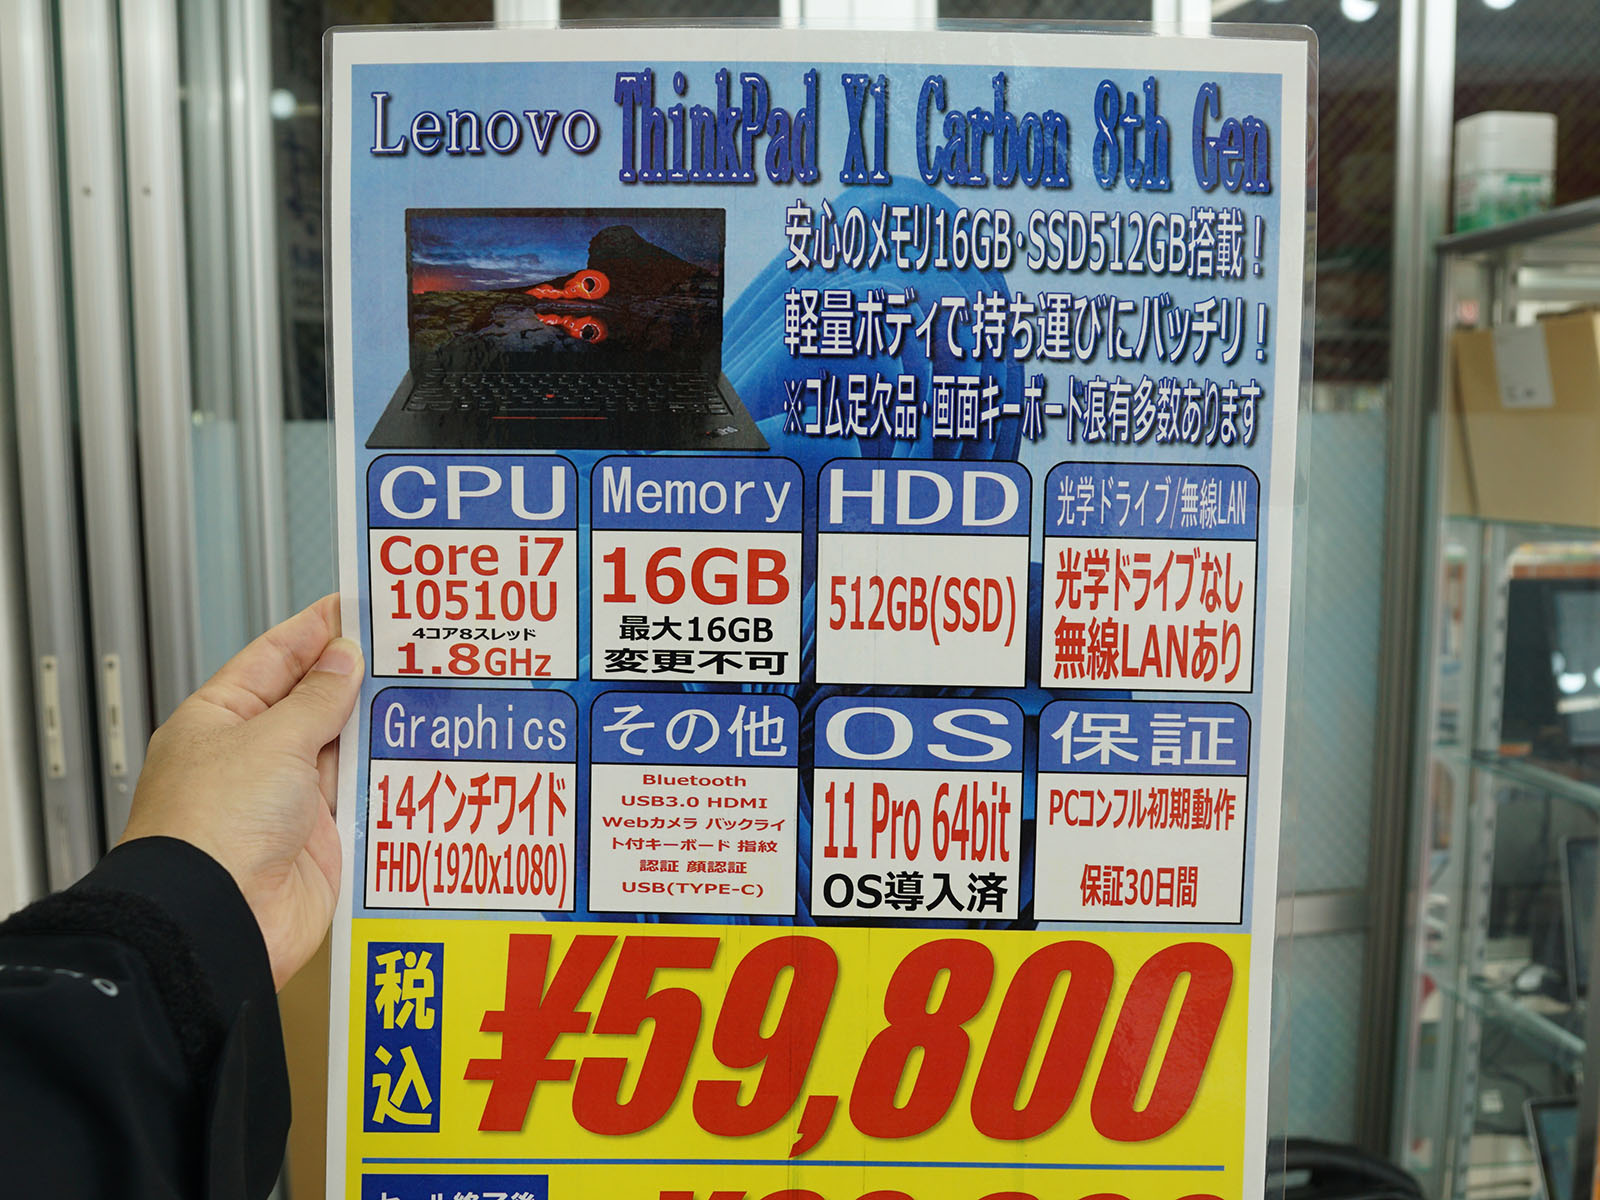 Lenovo ThinkPad X1 Carbon 8th Gen
安心のメモリ16GB・SSD512GB搭載！
軽量ボディで持ち運びにバッチリ！
※ゴム足欠品・画面キーボード痕有多数あります
CPU
Core i7
10510U
4コア8スレッド
1.8GHz
Memory
16GB
最大16GB
変更不可
HDD
512GB(SSD)
光学ドライブ/無線LAN
光学ドライブなし
無線LANあり
Graphics
14インチワイド
FHD(1920x1080)
その他
Bluetooth
USB3.0 HDMI
Webカメラ バックライ
ト付キーボード 指紋
認証 顔認証
USB(TYPE-C)
OS
11 Pro 64bit
OS導入済
保証
PCコンフル初期動作
保証30日間
税込
¥59,800